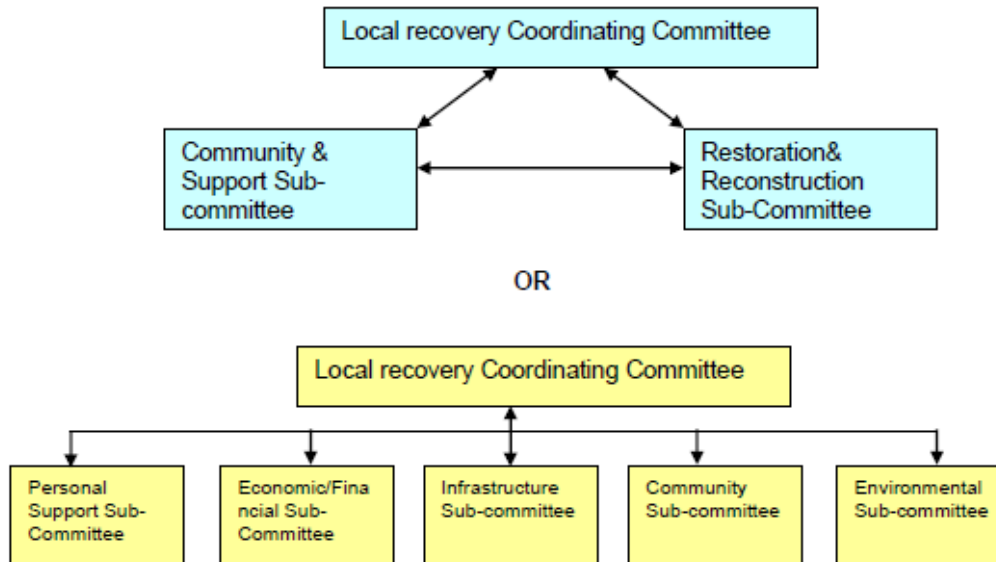 Local recovery Coordinating Committee
Community &
Support Sub-
committee
Restoration&
Reconstruction
Sub-Committee
OR
Local recovery Coordinating Committee
Personal
Support Sub-
Committee
Economic/Fina
ncial Sub-
Committee
Infrastructure
Sub-committee
Community
Sub-committee
Environmental
Sub-committee